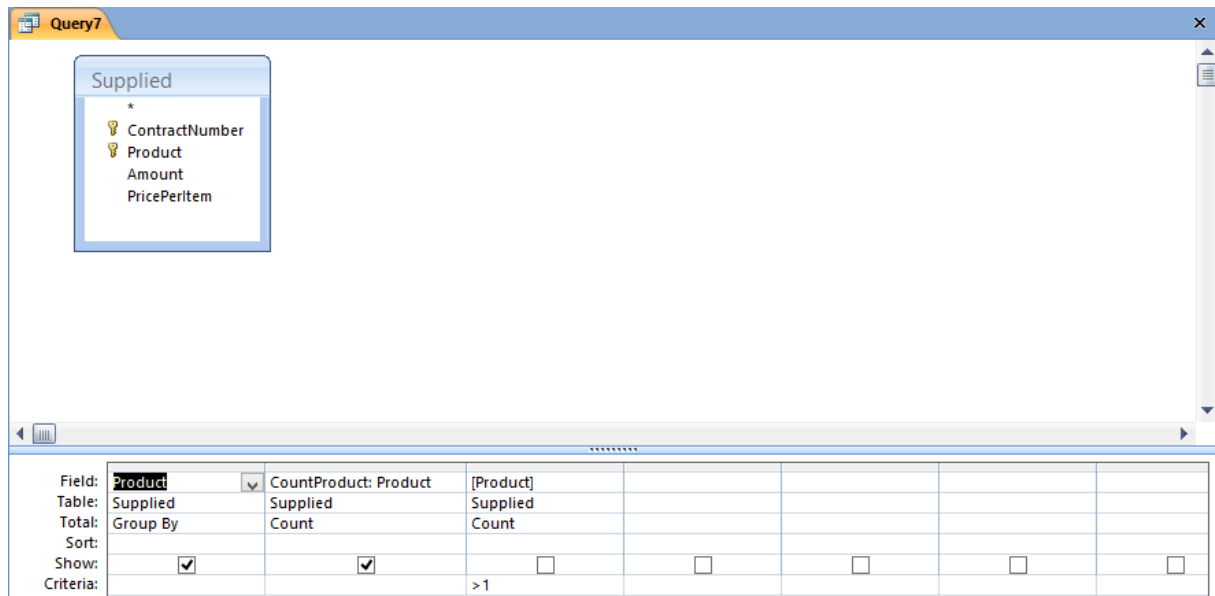 Query7
×
Supplied
*
ContractNumber
Product
Amount
PricePerItem
Field: Product CountProduct: Product [Product]
Table: Supplied Supplied Supplied
Total: Group By Count Count
Sort:
Show:
Criteria: >1